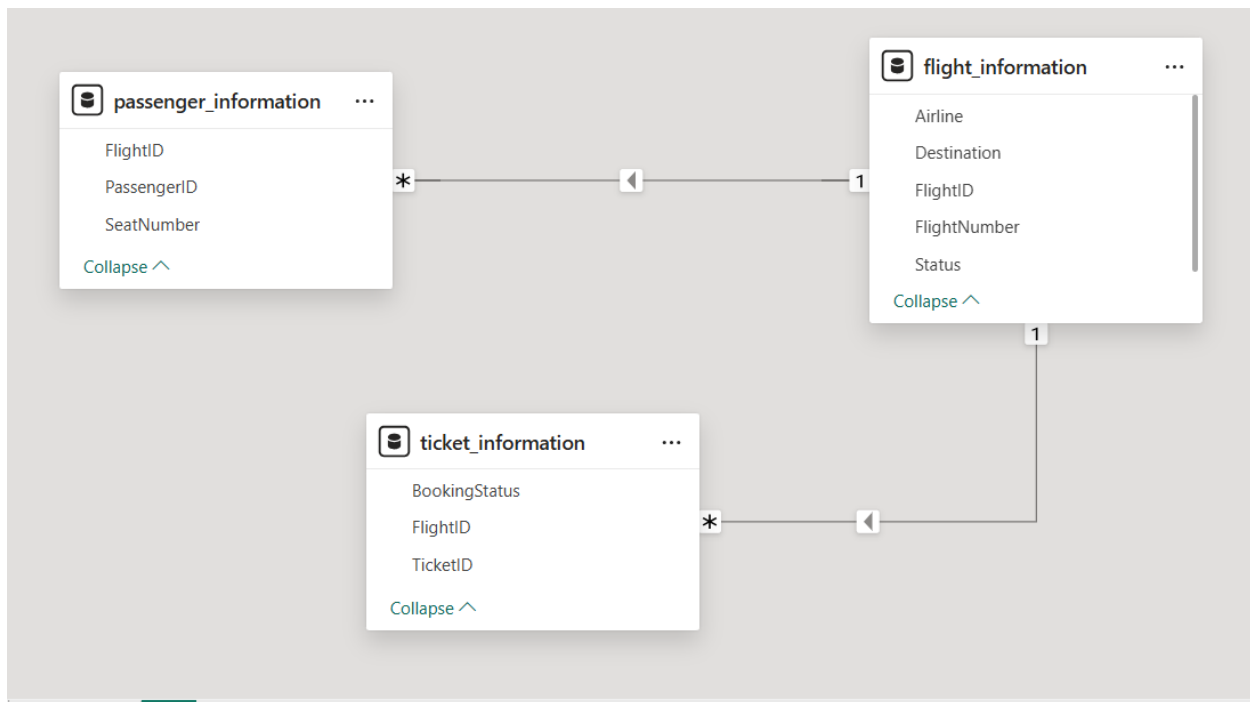 passenger_information ...
FlightID
PassengerID
SeatNumber
Collapse
* 1
flight_information ...
Airline
Destination
FlightID
FlightNumber
Status
Collapse
1
ticket_information ...
BookingStatus
FlightID
TicketID
Collapse
*